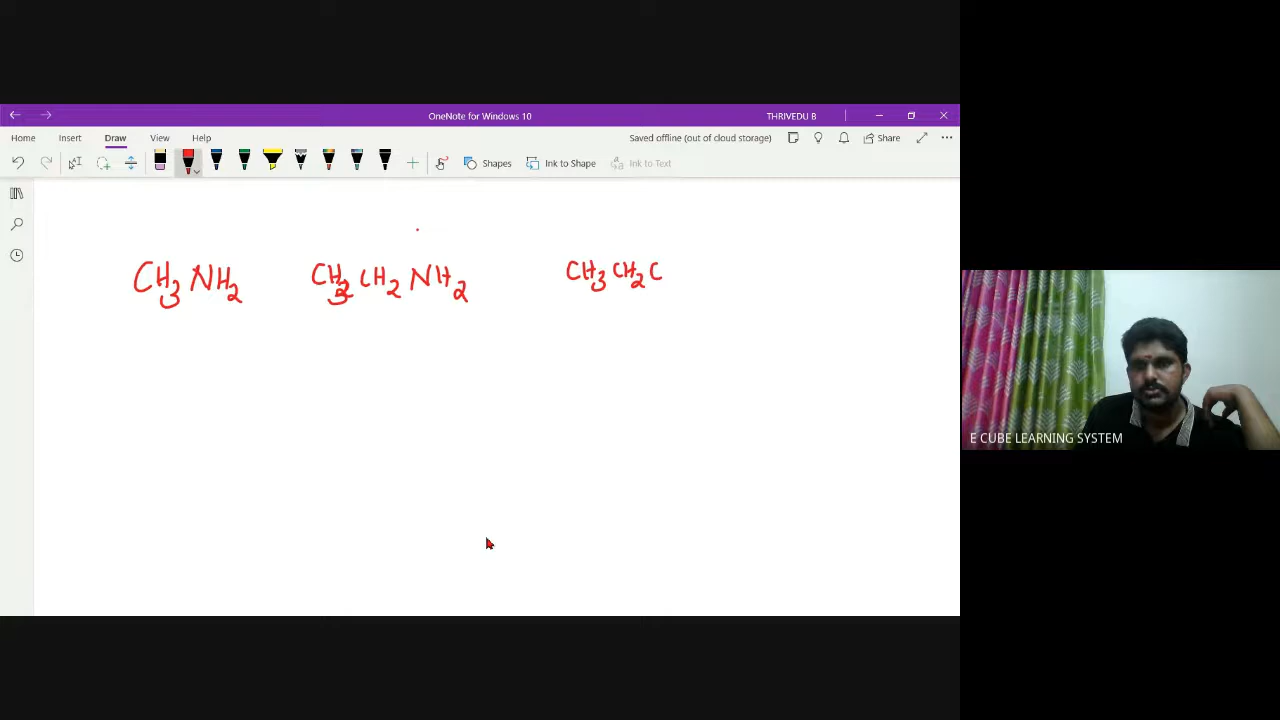 OneNote for Windows 10 THRIVEDU B
Home Insert Draw View Help Saved offline (out of cloud storage) Share
Shapes Ink to Shape Ink to Text
CH3 NH2 CH3 CH2 NH2 CH3 CH2 C
E CUBE LEARNING SYSTEM